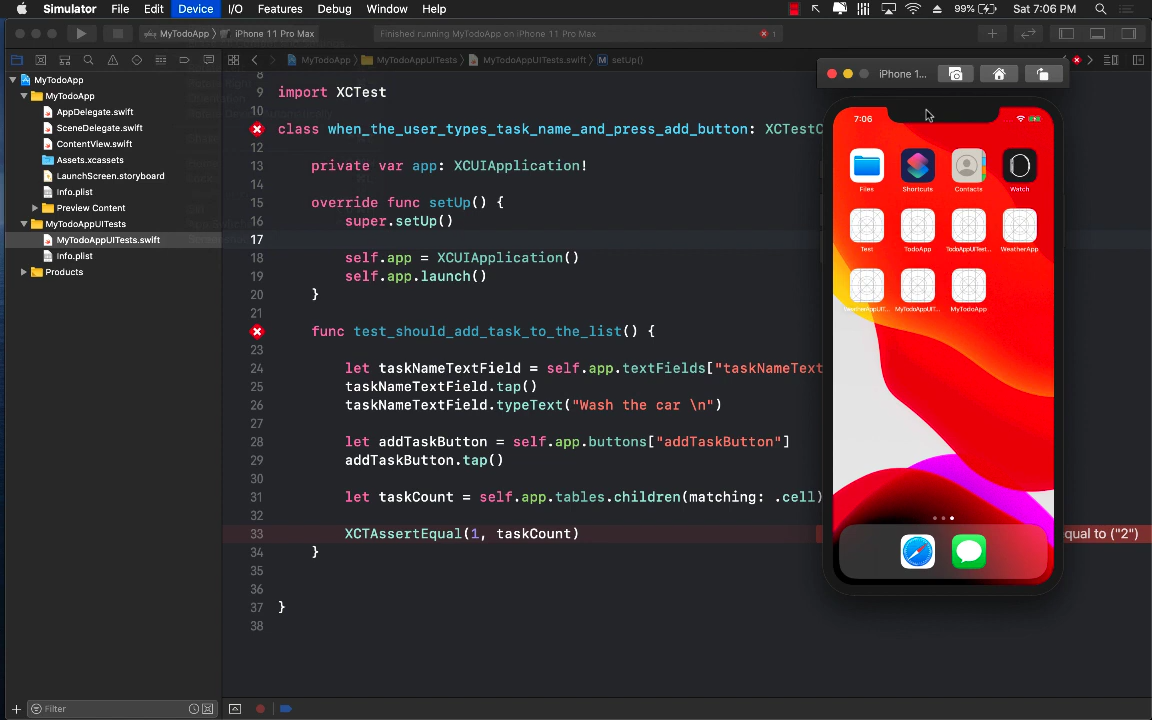 Simulator File Edit Device I/O Features Debug Window Help 99% Sat 7:06 PM
MyTodoApp iPhone 11 Pro Max Finished running MyTodoApp on iPhone 11 Pro Max 1
MyTodoApp MyTodoAppUITests MyTodoAppUITests.swift M setUp()
MyTodoApp
MyTodoApp
AppDelegate.swift
SceneDelegate.swift
ContentView.swift
Assets.xcassets
LaunchScreen.storyboard
Info.plist
Preview Content
MyTodoAppUITests
MyTodoAppUITests.swift
Info.plist
Products
Filter
8
9 import XCTest
10
class when_the_user_types_task_name_and_press_add_button: XCTestC
12
13 private var app: XCUIApplication!
14
15 override func setUp() {
16 super.setUp()
17
18 self.app = XCUIApplication()
19 self.app.launch()
20 }
21
func test_should_add_task_to_the_list() {
23
24 let taskNameTextField = self.app.textFields["taskNameText
25 taskNameTextField.tap()
26 taskNameTextField.typeText("Wash the car \n")
27
28 let addTaskButton = self.app.buttons["addTaskButton"]
29 addTaskButton.tap()
30
31 let taskCount = self.app.tables.children(matching: .cell)
32
33 XCTAssertEqual(1, taskCount) qual to ("2")
34 }
35
36
37 }
38
iPhone 1...
7:06
Files Shortcuts Contacts Watch
Test TodoApp TodoAppUITest... WeatherApp
MyTodoAppUIT... MyTodoApp